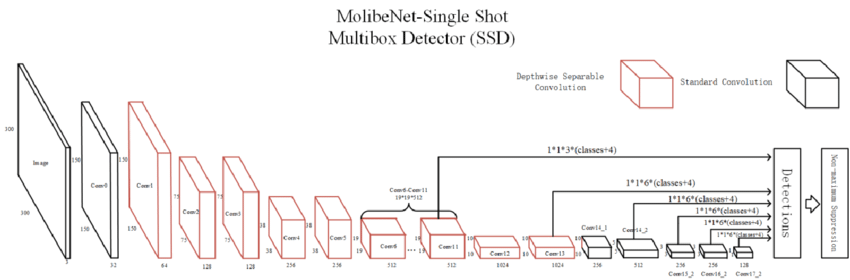 MolibeNet-Single Shot
Multibox Detector (SSD)
Depthwise Separable
Convolution
Standard Convolution
1*1*3*(classes+4)
1*1*6*(classes+4)
1*1*6*(classes+4)
1*1*6*(classes+4)
1*1*6*(classes+4)
Detections
Non-maximum Suppression
Conv6-Conv11
19*19*512
Image
Conv0
Conv1
Conv2
Conv3
Conv4
Conv5
Conv11
Conv12
Conv13
Conv14_1
Conv14_2
Conv15_2
Conv16_2
Conv17_2
300
300
3
150
150
32
150
150
64
75
75
128
75
75
128
38
38
256
38
38
256
19
19
512
...
19
19
512
10
10
1024
10
10
1024
256
512
256
256
128